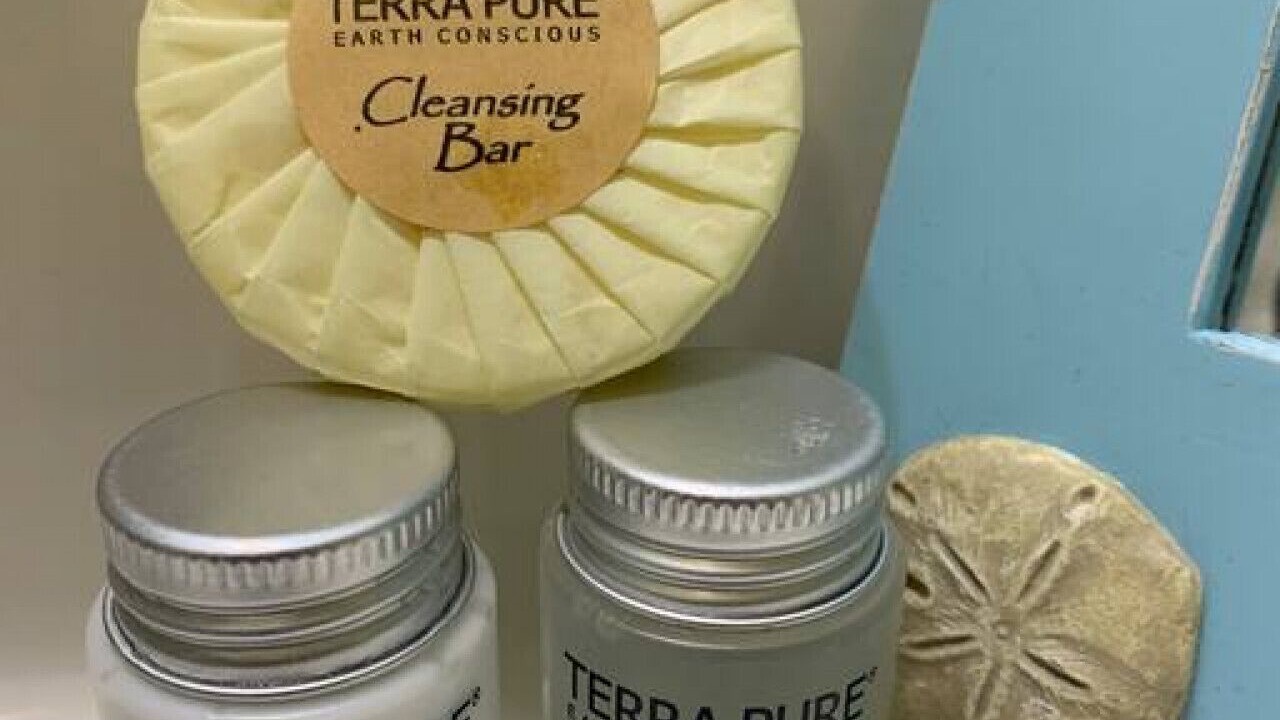 TERRA PURE
EARTH CONSCIOUS
Cleansing
Bar
TERRA PURE®